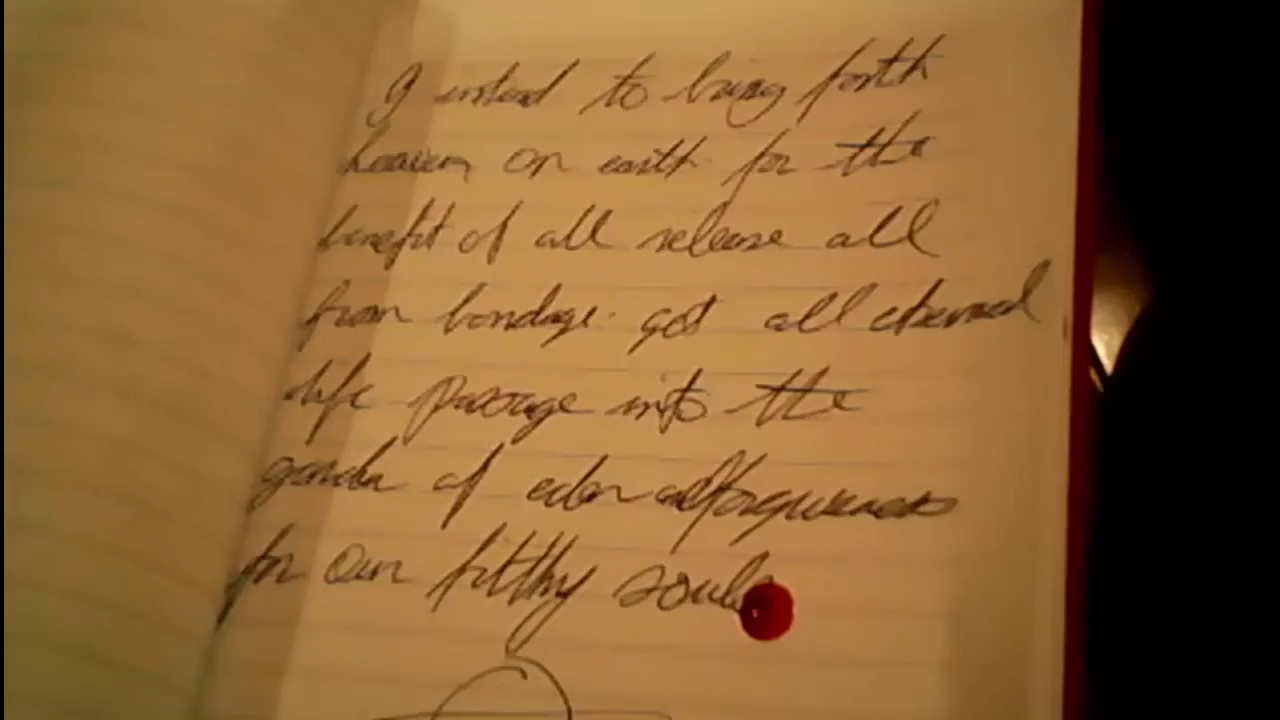 I intend to bring forth
heaven on earth for the
benefit of all release all
from bondage. get all eternal
life passage into the
garden of eden forgiveness
for our filthy souls